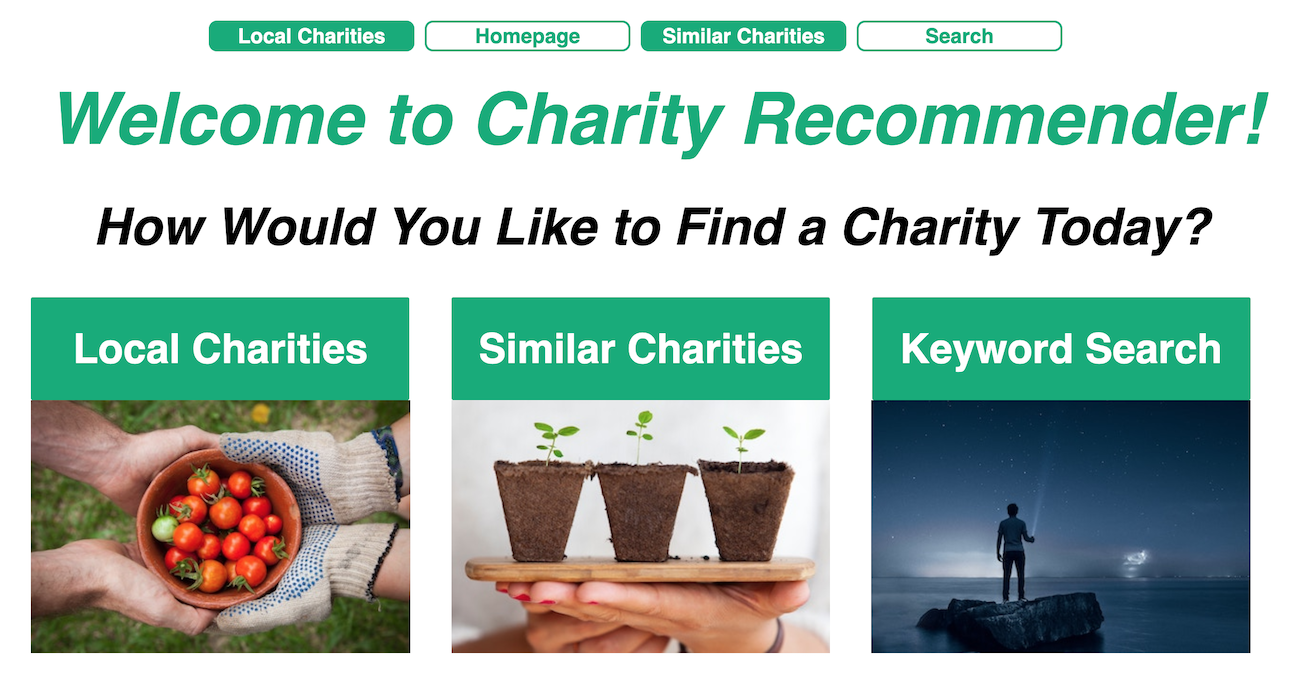 Local Charities Homepage Similar Charities Search
Welcome to Charity Recommender!
How Would You Like to Find a Charity Today?
Local Charities Similar Charities Keyword Search